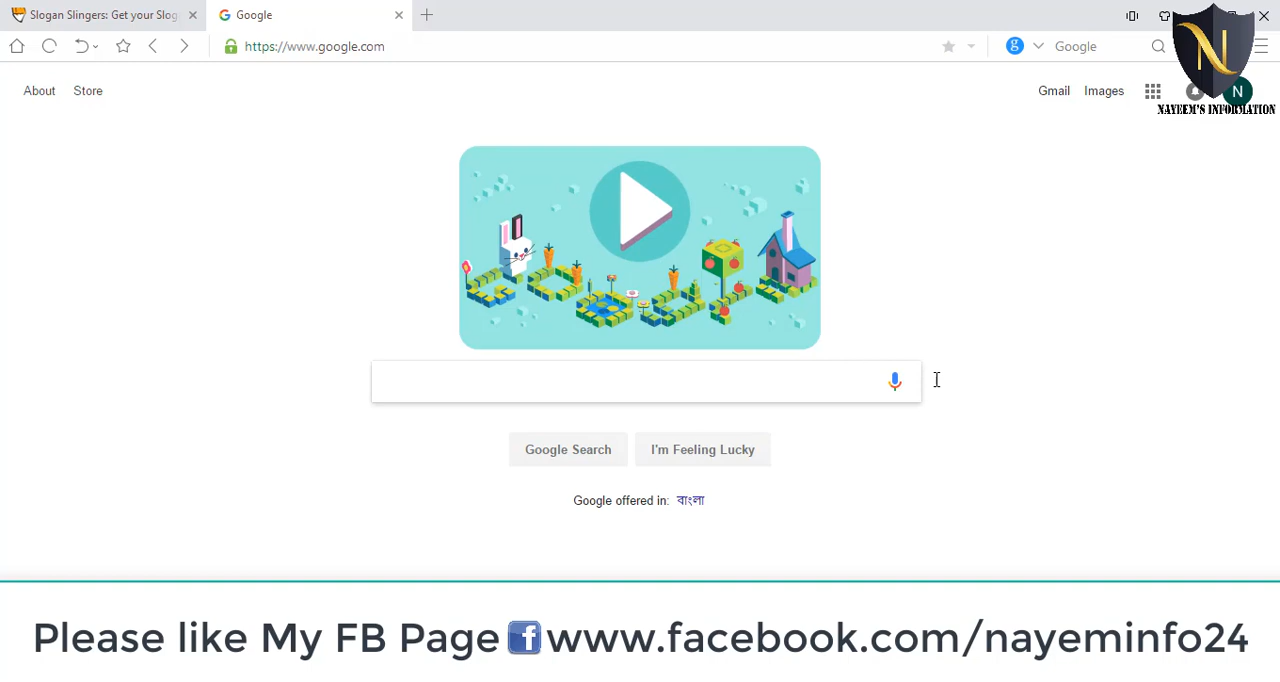 Slogan Slingers: Get your Slog
Google
https://www.google.com
Google
N
NAYEEM'S INFORMATION
About
Store
Gmail
Images
N
Google Search
I'm Feeling Lucky
Google offered in: বাংলা
Please like My FB Page f www.facebook.com/nayeminfo24